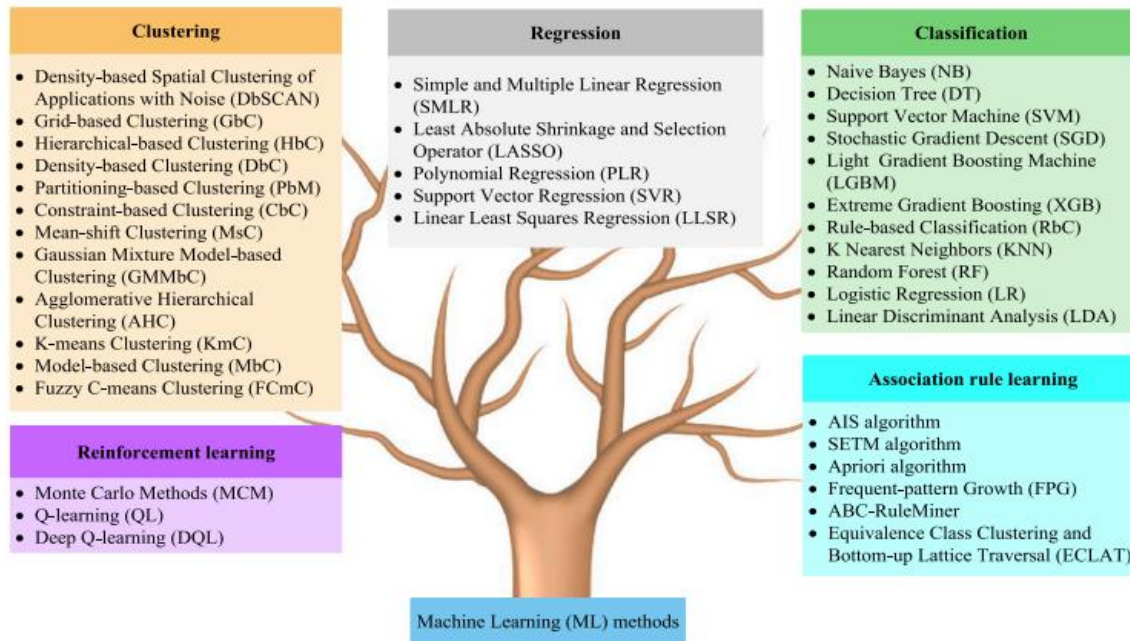 Clustering
• Density-based Spatial Clustering of
Applications with Noise (DbSCAN)
• Grid-based Clustering (GbC)
• Hierarchical-based Clustering (HbC)
• Density-based Clustering (DbC)
• Partitioning-based Clustering (PbM)
• Constraint-based Clustering (CbC)
• Mean-shift Clustering (MsC)
• Gaussian Mixture Model-based
Clustering (GMMbC)
• Agglomerative Hierarchical
Clustering (AHC)
• K-means Clustering (KmC)
• Model-based Clustering (MbC)
• Fuzzy C-means Clustering (FCmC)
Reinforcement learning
• Monte Carlo Methods (MCM)
• Q-learning (QL)
• Deep Q-learning (DQL)
Regression
• Simple and Multiple Linear Regression
(SMLR)
• Least Absolute Shrinkage and Selection
Operator (LASSO)
• Polynomial Regression (PLR)
• Support Vector Regression (SVR)
• Linear Least Squares Regression (LLSR)
Classification
• Naive Bayes (NB)
• Decision Tree (DT)
• Support Vector Machine (SVM)
• Stochastic Gradient Descent (SGD)
• Light Gradient Boosting Machine
(LGBM)
• Extreme Gradient Boosting (XGB)
• Rule-based Classification (RbC)
• K Nearest Neighbors (KNN)
• Random Forest (RF)
• Logistic Regression (LR)
• Linear Discriminant Analysis (LDA)
Association rule learning
• AIS algorithm
• SETM algorithm
• Apriori algorithm
• Frequent-pattern Growth (FPG)
• ABC-RuleMiner
• Equivalence Class Clustering and
Bottom-up Lattice Traversal (ECLAT)
Machine Learning (ML) methods